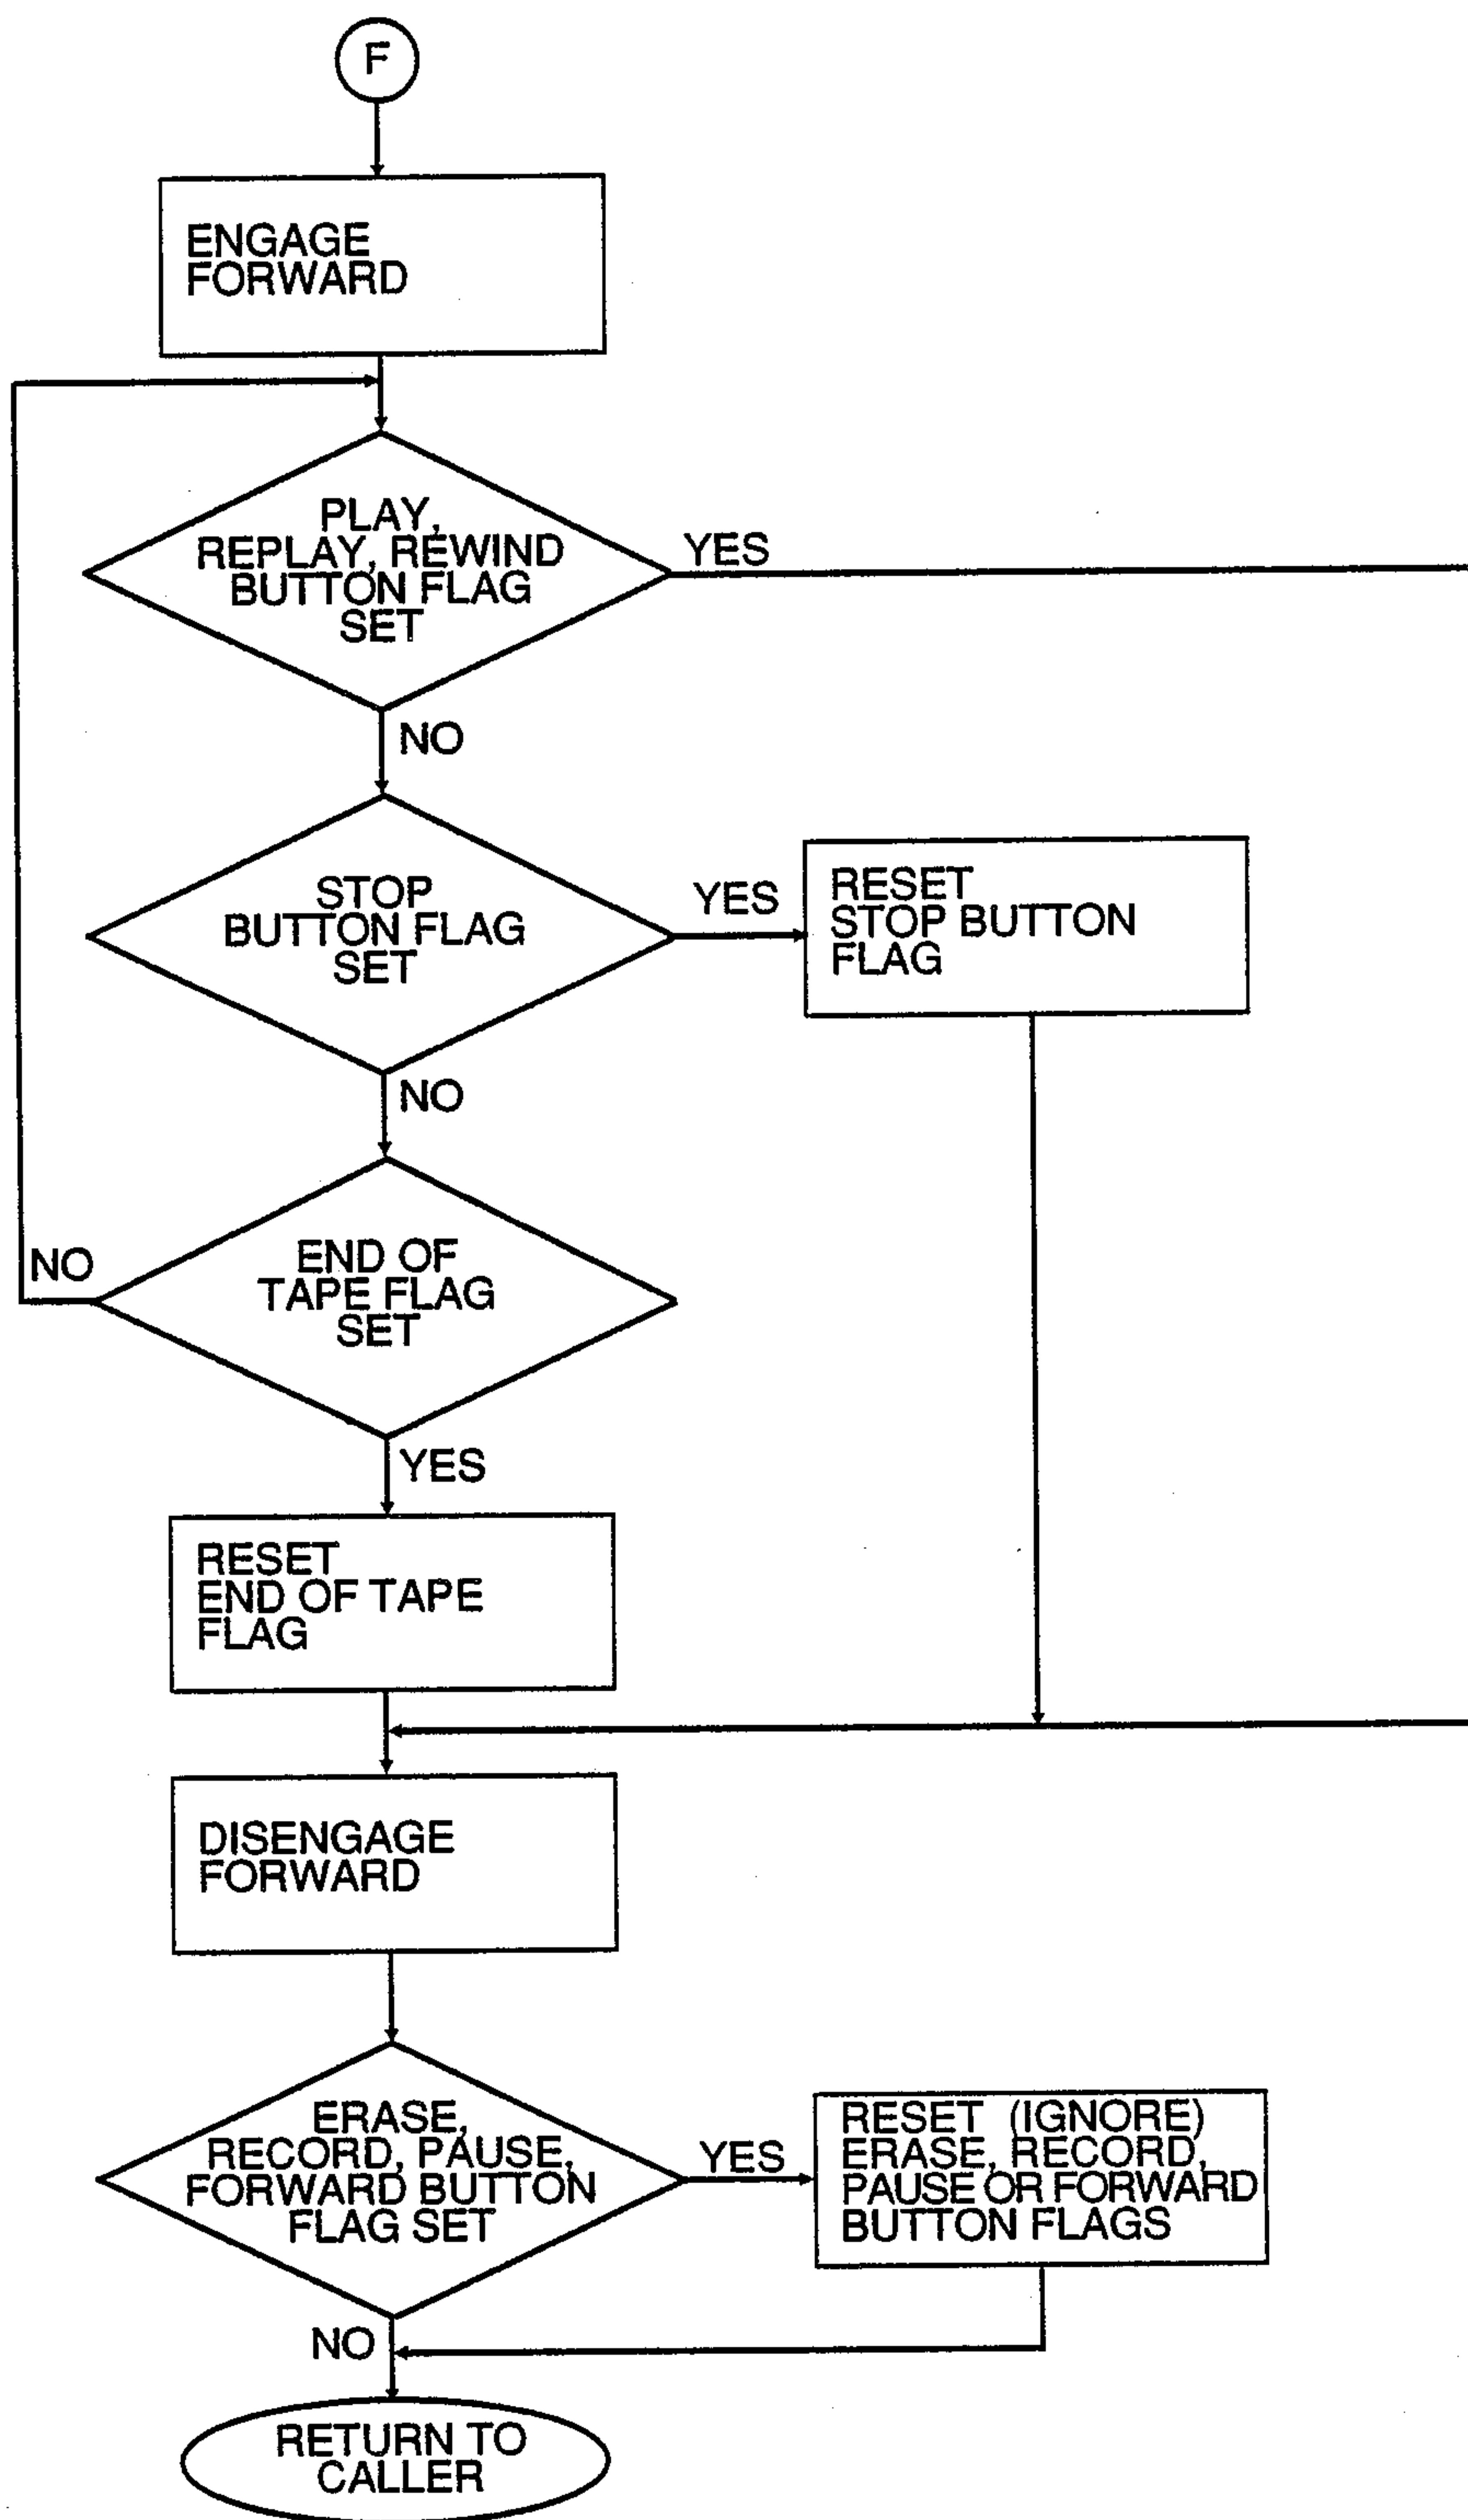 F
ENGAGE
FORWARD
PLAY,
REPLAY, REWIND
BUTTON FLAG
SET
YES
NO
STOP
BUTTON FLAG
SET
YES
RESET
STOP BUTTON
FLAG
NO
END OF
TAPE FLAG
SET
NO
YES
RESET
END OF TAPE
FLAG
DISENGAGE
FORWARD
ERASE,
RECORD, PAUSE,
FORWARD BUTTON
FLAG SET
YES
RESET (IGNORE)
ERASE, RECORD,
PAUSE OR FORWARD
BUTTON FLAGS
NO
RETURN TO
CALLER